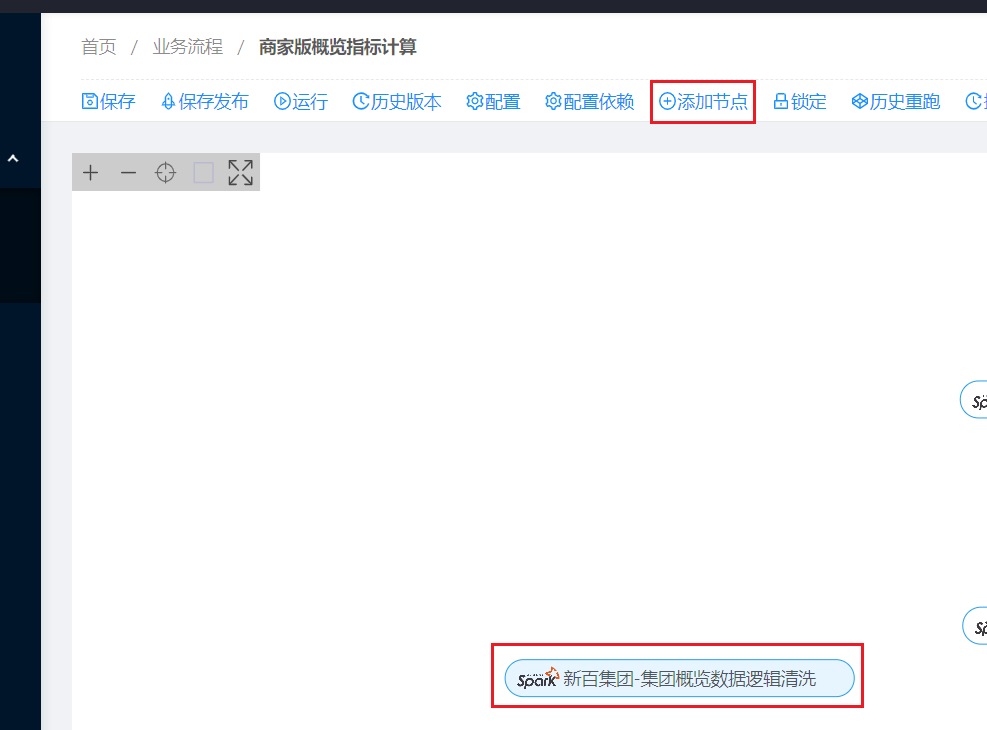 首页 / 业务流程 / 商家版概览指标计算
保存 保存发布 运行 历史版本 配置 配置依赖 添加节点 锁定 历史重跑
Sp
Sp
Spark 新百集团-集团概览数据逻辑清洗